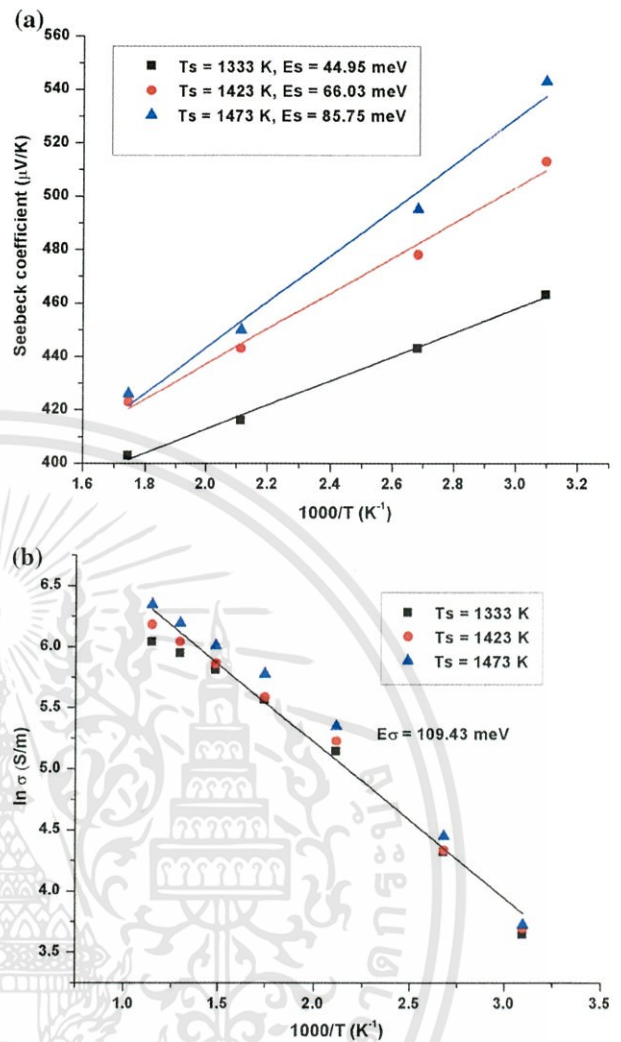 (a)
560
540
520
500
480
460
440
420
400
Seebeck coefficient (μV/K)
Ts = 1333 K, Es = 44.95 meV
Ts = 1423 K, Es = 66.03 meV
Ts = 1473 K, Es = 85.75 meV
1.6 1.8 2.0 2.2 2.4 2.6 2.8 3.0 3.2
1000/T (K⁻¹)
(b)
6.5
6.0
5.5
5.0
4.5
4.0
3.5
ln σ (S/m)
Ts = 1333 K
Ts = 1423 K
Ts = 1473 K
Eσ = 109.43 meV
1.0 1.5 2.0 2.5 3.0 3.5
1000/T (K⁻¹)